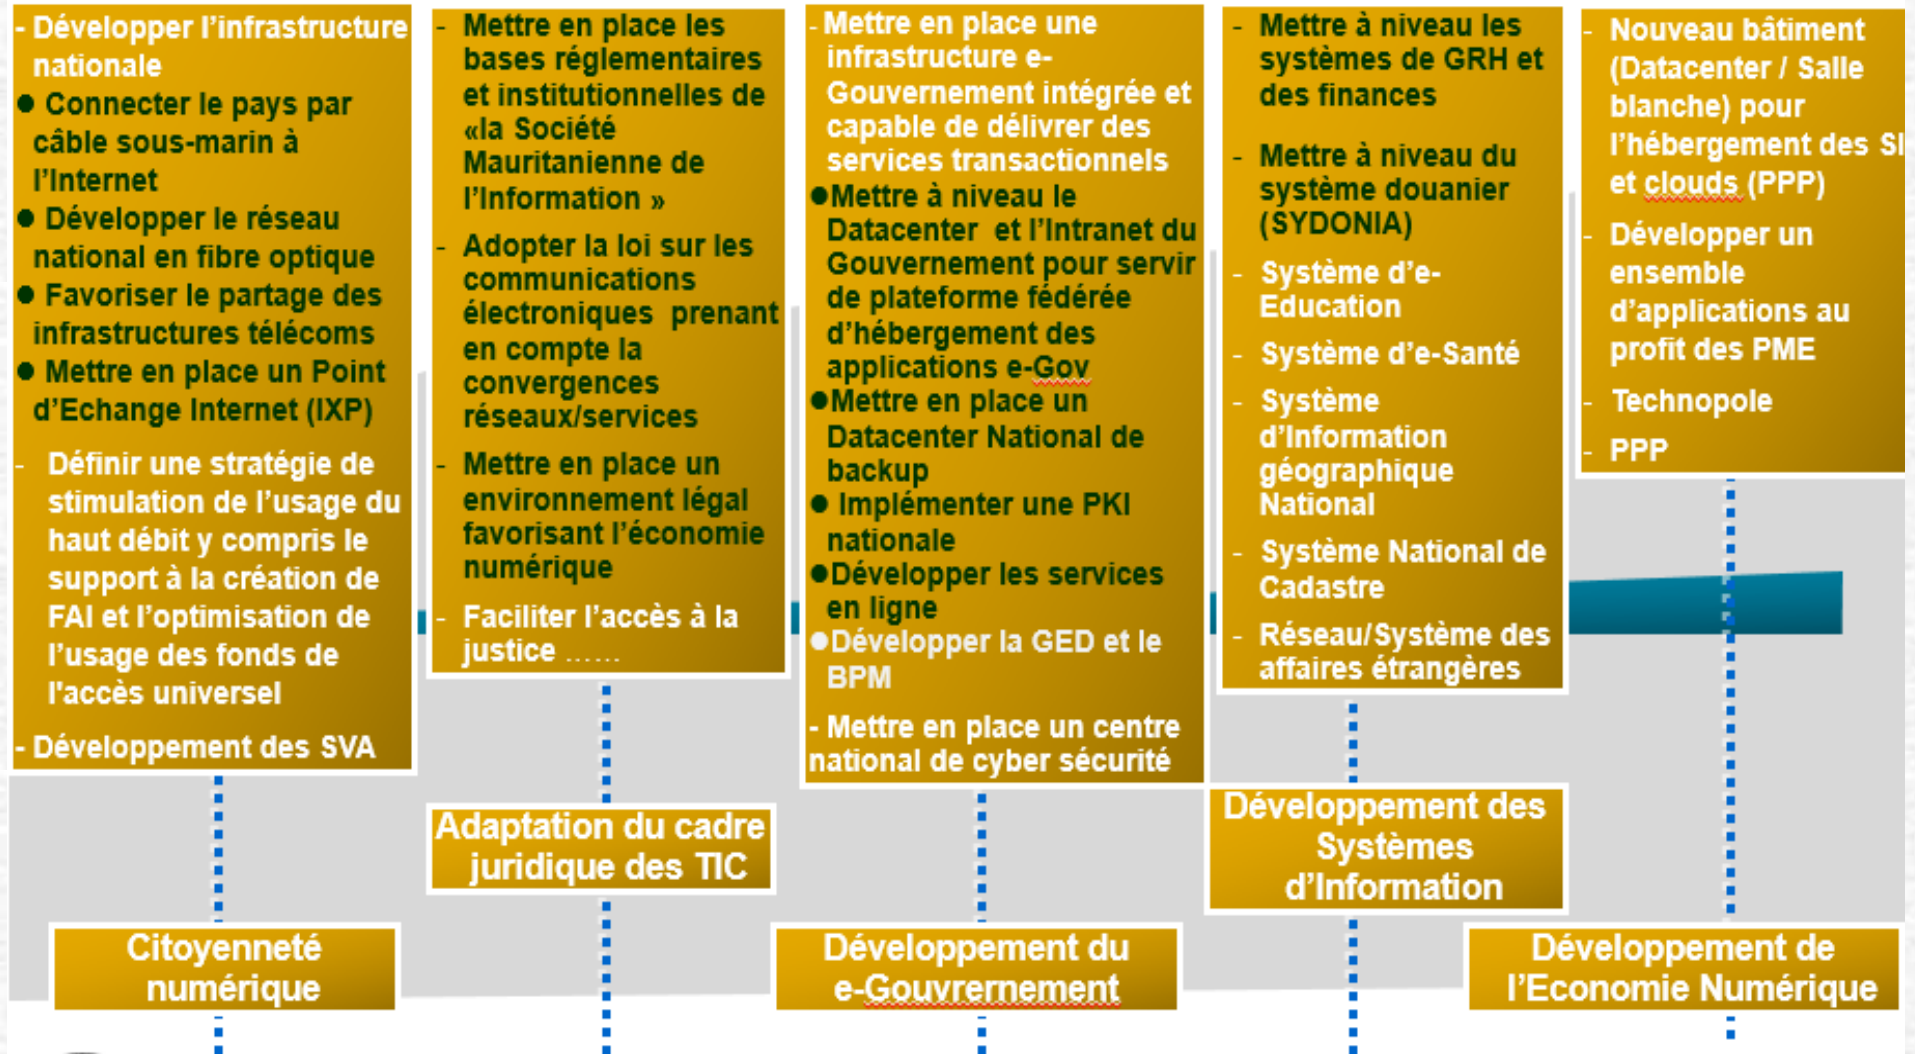 - Développer l’infrastructure
nationale
● Connecter le pays par
câble sous-marin à
l’Internet
● Développer le réseau
national en fibre optique
● Favoriser le partage des
infrastructures télécoms
● Mettre en place un Point
d’Echange Internet (IXP)
- Définir une stratégie de
stimulation de l’usage du
haut débit y compris le
support à la création de
FAI et l’optimisation de
l’usage des fonds de
l'accès universel
- Développement des SVA
- Mettre en place les
bases réglementaires
et institutionnelles de
«la Société
Mauritanienne de
l’Information »
- Adopter la loi sur les
communications
électroniques prenant
en compte la
convergences
réseaux/services
- Mettre en place un
environnement légal
favorisant l’économie
numérique
- Faciliter l’accès à la
justice ……
- Mettre en place une
infrastructure e-
Gouvernement intégrée et
capable de délivrer des
services transactionnels
●Mettre à niveau le
Datacenter et l’Intranet du
Gouvernement pour servir
de plateforme fédérée
d’hébergement des
applications e-Gov
●Mettre en place un
Datacenter National de
backup
● Implémenter une PKI
nationale
●Développer les services
en ligne
●Développer la GED et le
BPM
- Mettre en place un centre
national de cyber sécurité
- Mettre à niveau les
systèmes de GRH et
des finances
- Mettre à niveau du
système douanier
(SYDONIA)
- Système d’e-
Education
- Système d’e-Santé
- Système
d’Information
géographique
National
- Système National de
Cadastre
- Réseau/Système des
affaires étrangères
- Nouveau bâtiment
(Datacenter / Salle
blanche) pour
l’hébergement des SI
et clouds (PPP)
- Développer un
ensemble
d’applications au
profit des PME
- Technopole
- PPP
Citoyenneté
numérique
Adaptation du cadre
juridique des TIC
Développement du
e-Gouvrernement
Développement des
Systèmes
d’Information
Développement de
l’Economie Numérique